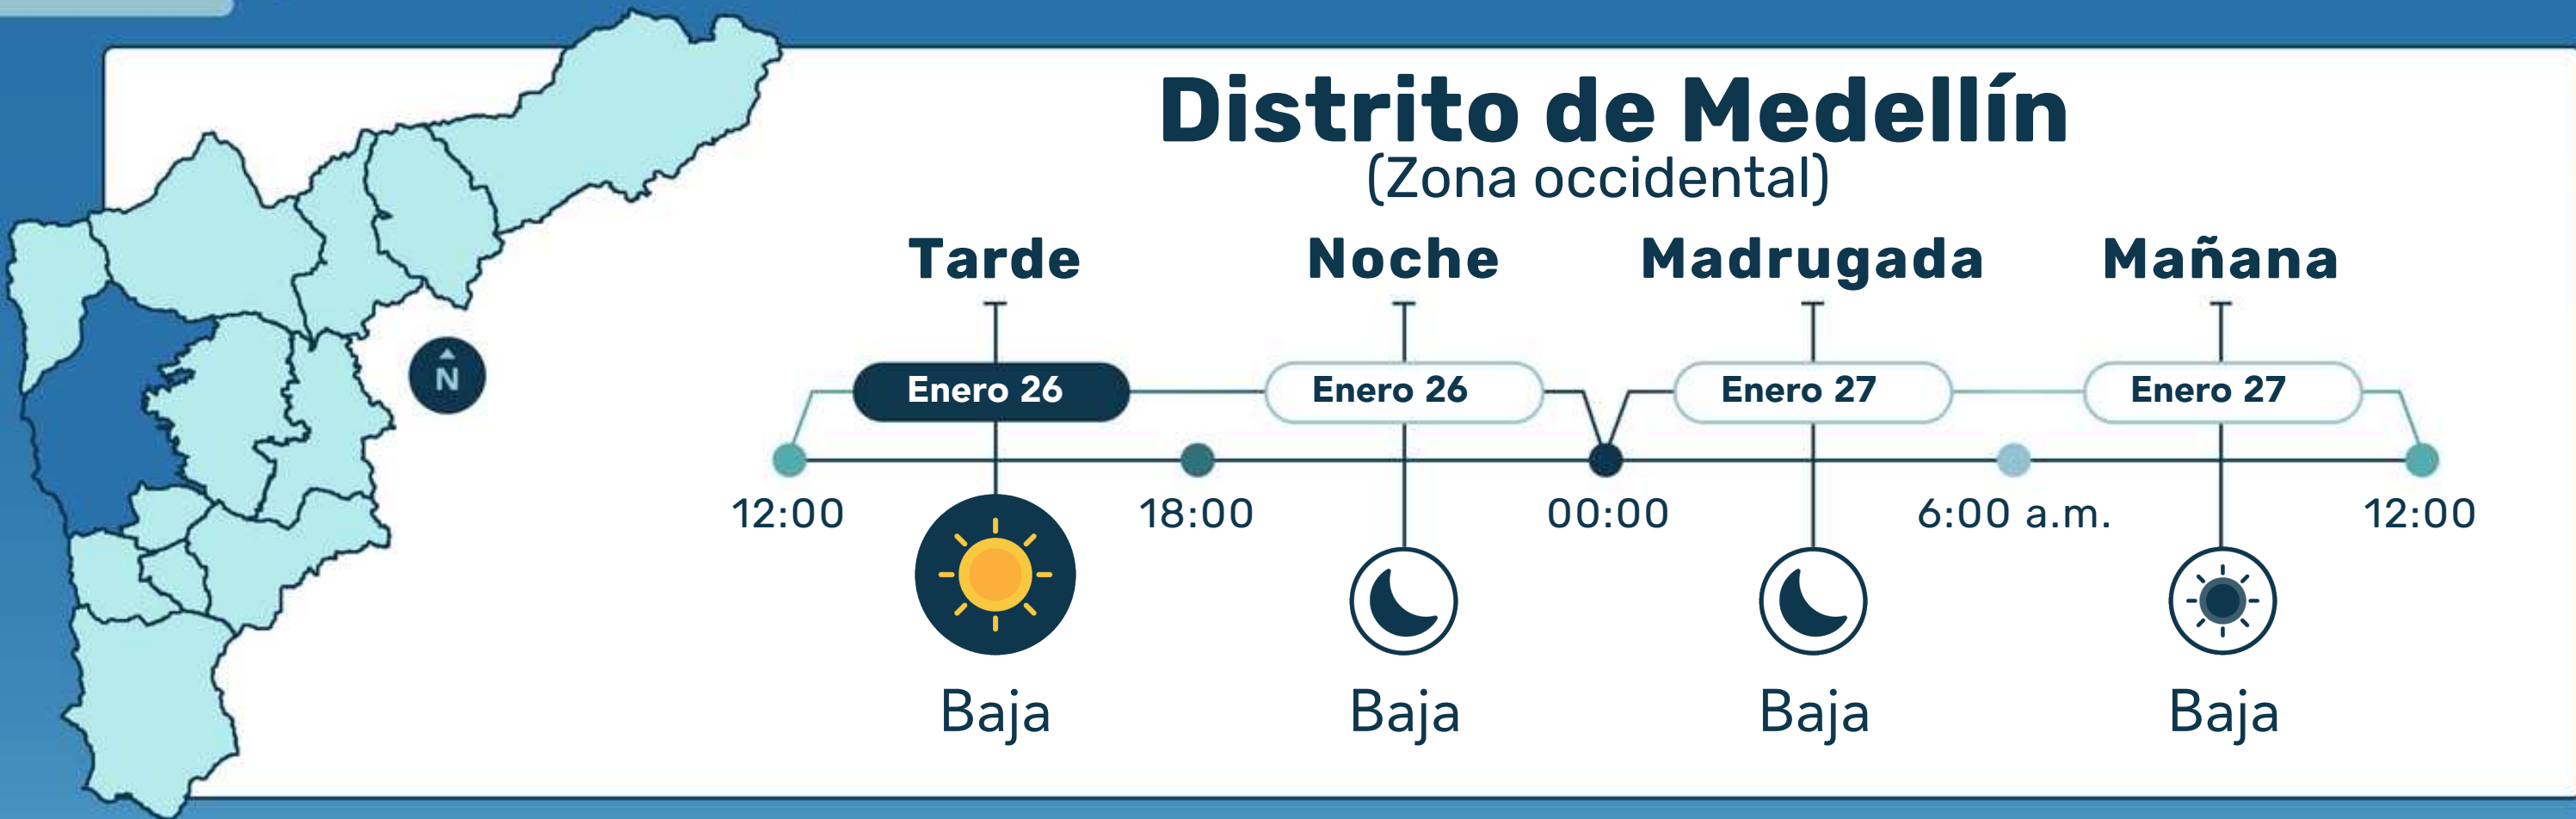 Distrito de Medellín
(Zona occidental)
Tarde Noche Madrugada Mañana
Enero 26 Enero 26 Enero 27 Enero 27
N
12:00 18:00 00:00 6:00 a.m. 12:00
Baja Baja Baja Baja